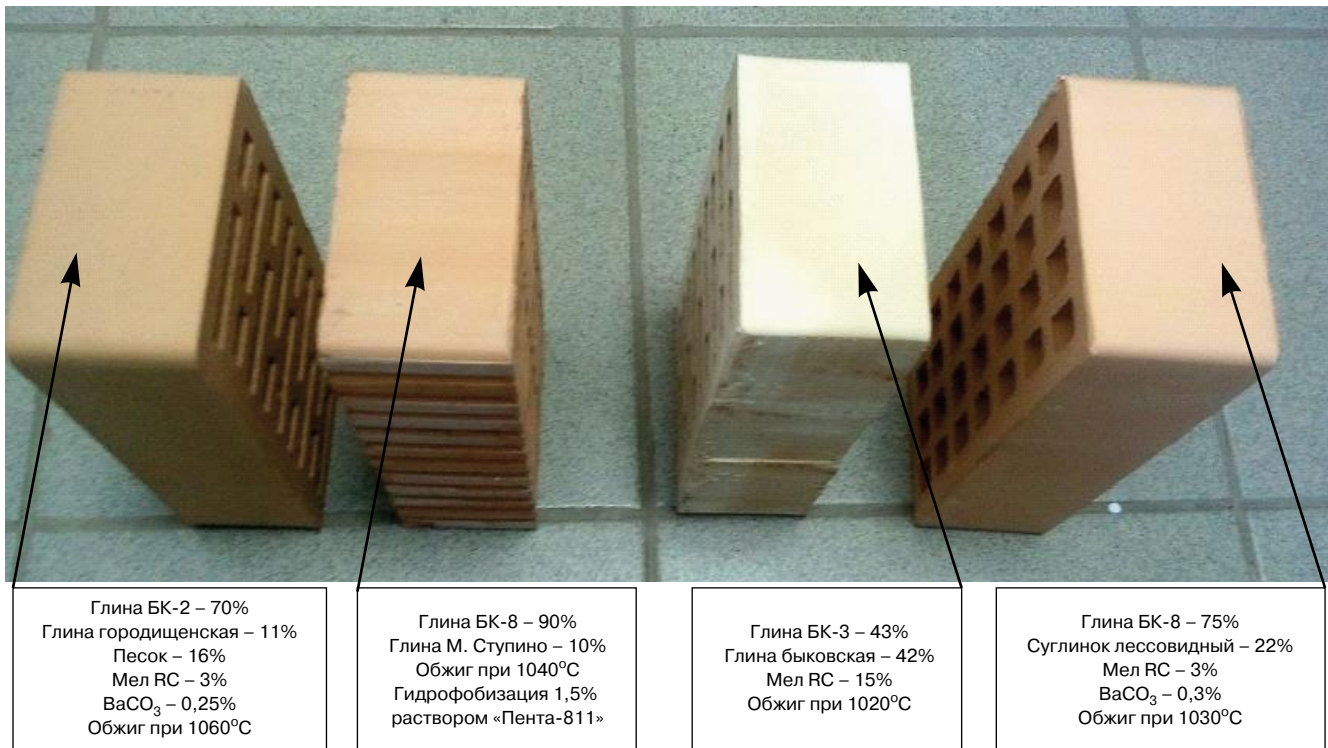 Глина БК-2 – 70%
Глина городищенская – 11%
Песок – 16%
Мел RC – 3%
BaCO₃ – 0,25%
Обжиг при 1060°С
Глина БК-8 – 90%
Глина М. Ступино – 10%
Обжиг при 1040°С
Гидрофобизация 1,5%
раствором «Пента-811»
Глина БК-3 – 43%
Глина быковская – 42%
Мел RC – 15%
Обжиг при 1020°С
Глина БК-8 – 75%
Суглинок лессовидный – 22%
Мел RC – 3%
BaCO₃ – 0,3%
Обжиг при 1030°С